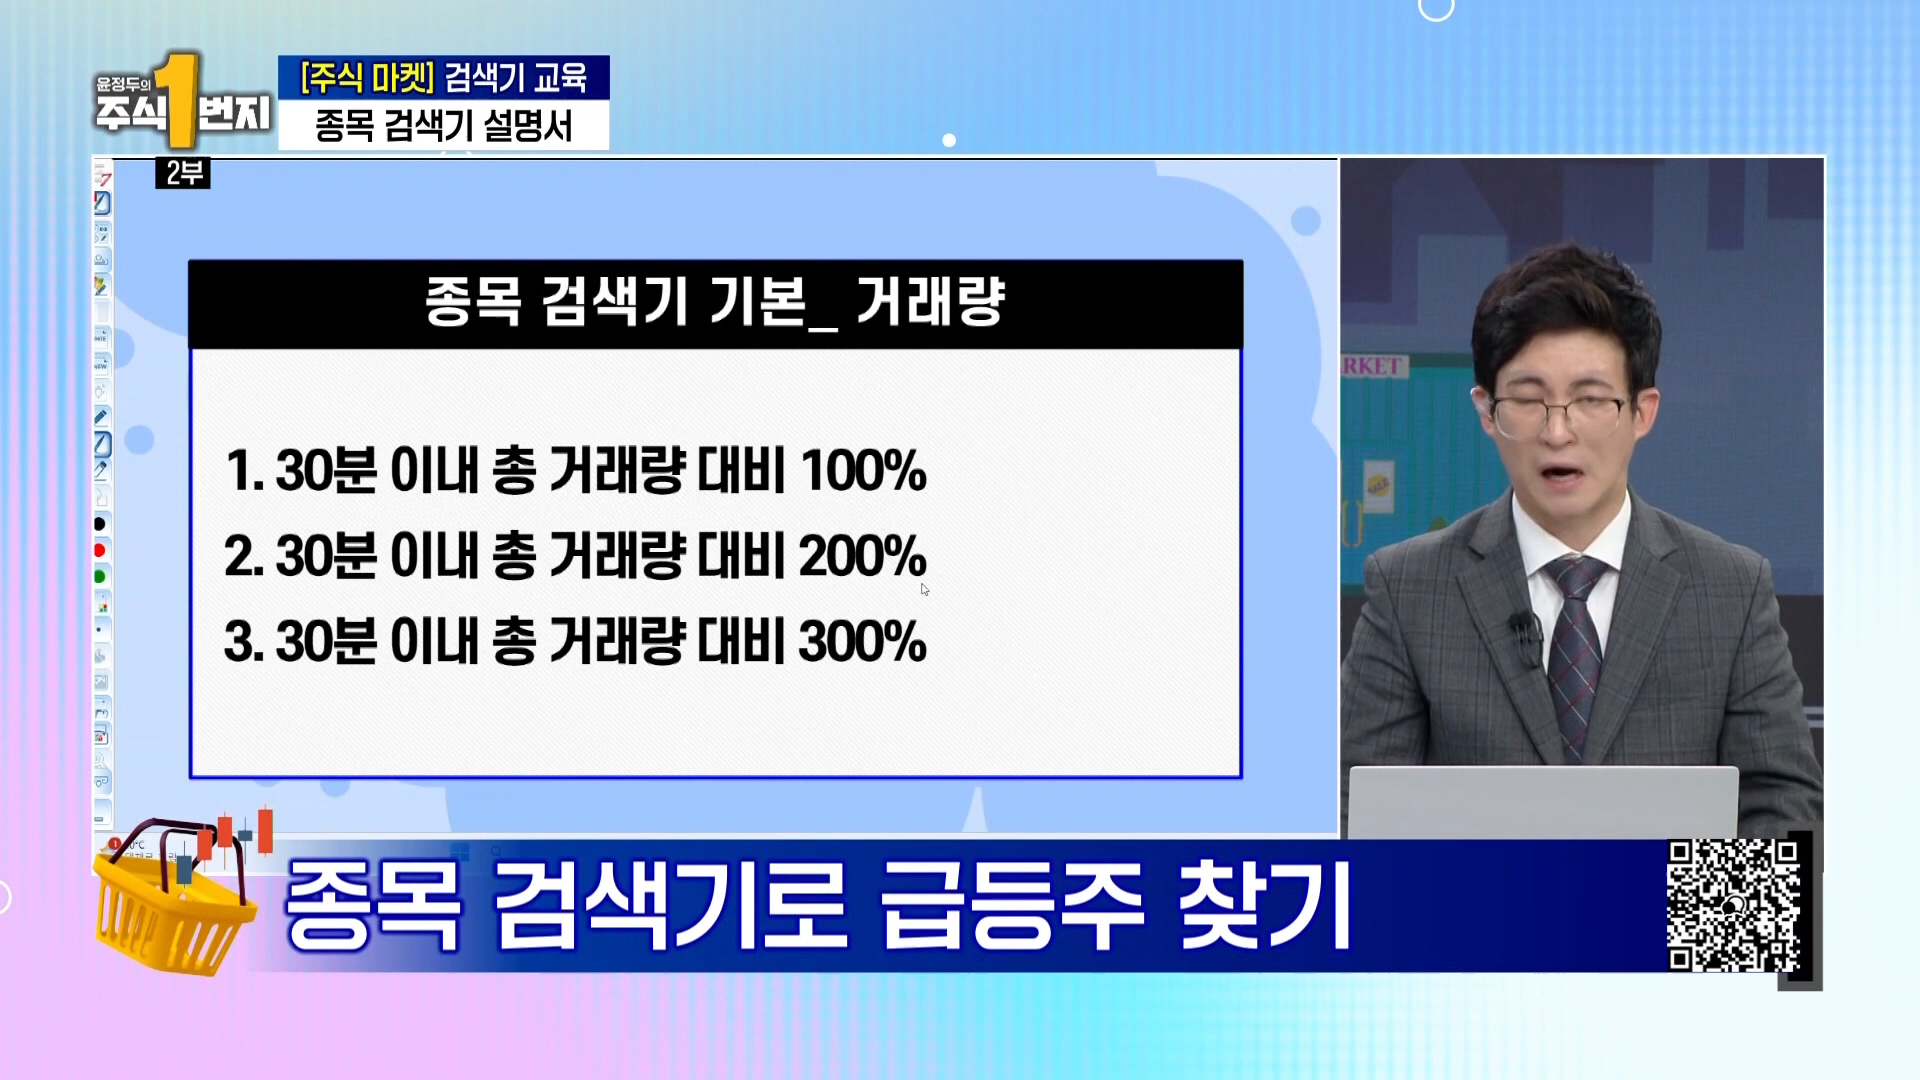 윤정두의
주식1번지
[주식 마켓] 검색기 교육
종목 검색기 설명서
2부
종목 검색기 기본_ 거래량
1. 30분 이내 총 거래량 대비 100%
2. 30분 이내 총 거래량 대비 200%
3. 30분 이내 총 거래량 대비 300%
RKET
종목 검색기로 급등주 찾기